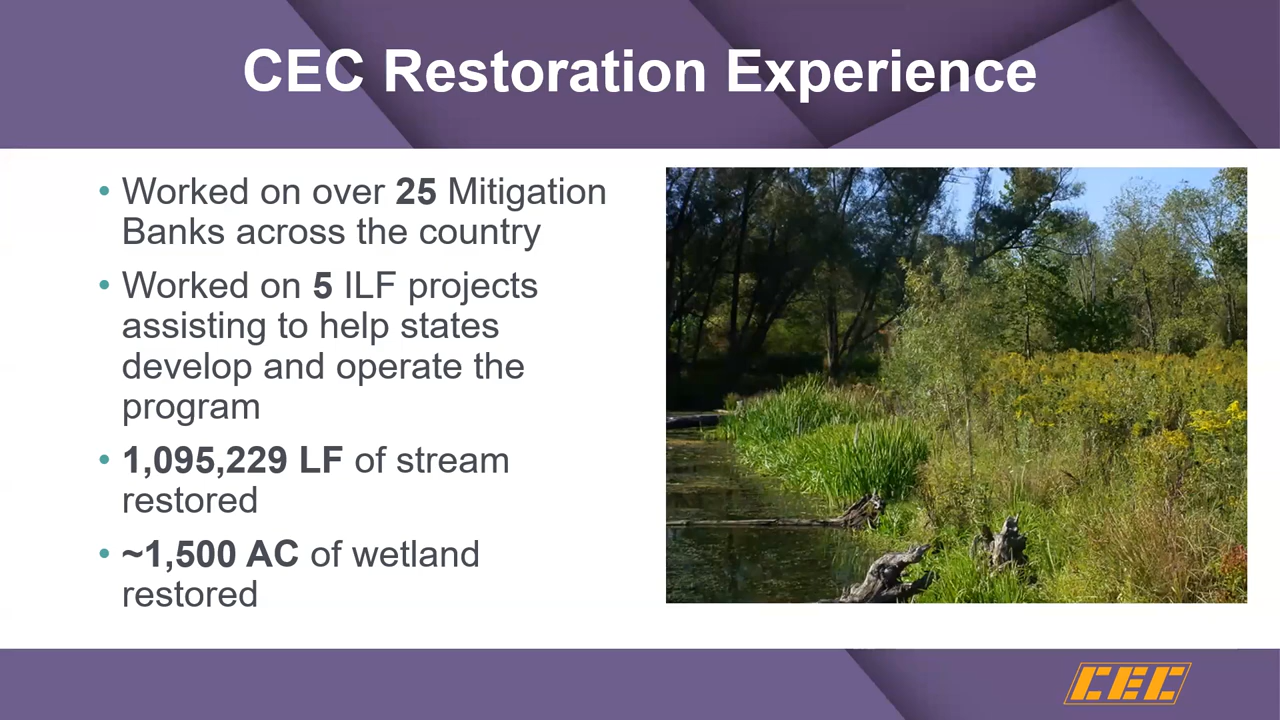 CEC Restoration Experience
• Worked on over 25 Mitigation
Banks across the country
• Worked on 5 ILF projects
assisting to help states
develop and operate the
program
• 1,095,229 LF of stream
restored
• ~1,500 AC of wetland
restored
CEC